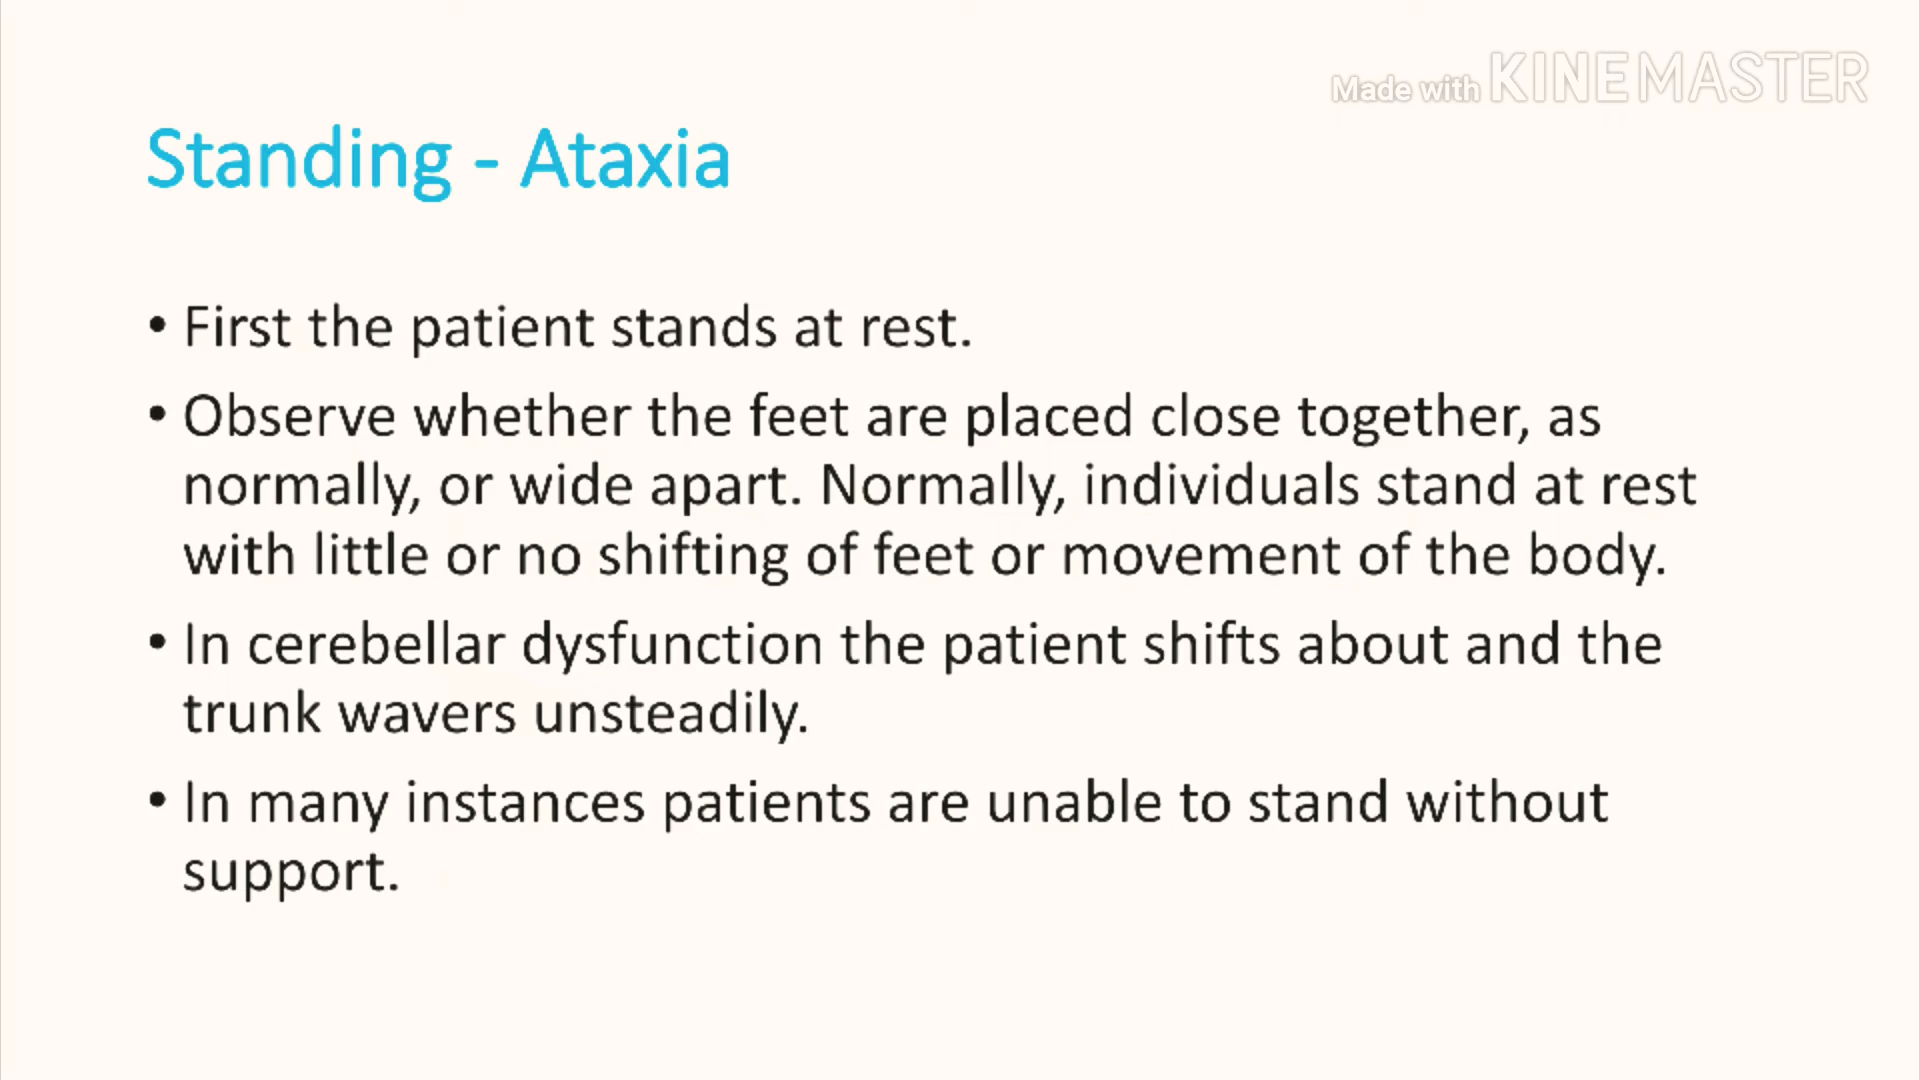 Made with KINEMASTER
Standing - Ataxia
• First the patient stands at rest.
• Observe whether the feet are placed close together, as
normally, or wide apart. Normally, individuals stand at rest
with little or no shifting of feet or movement of the body.
• In cerebellar dysfunction the patient shifts about and the
trunk wavers unsteadily.
• In many instances patients are unable to stand without
support.